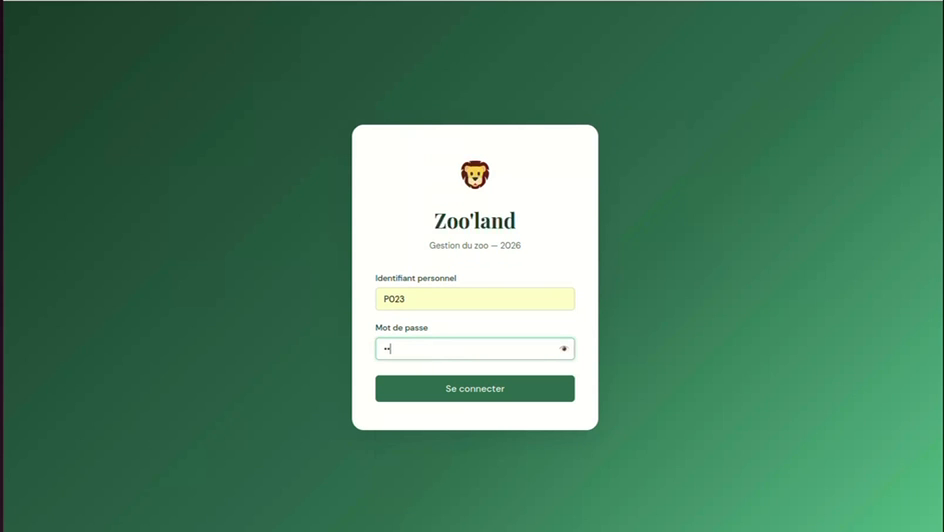 Zoo'land
Gestion du zoo — 2026
Identifiant personnel
P023
Mot de passe
••
Se connecter